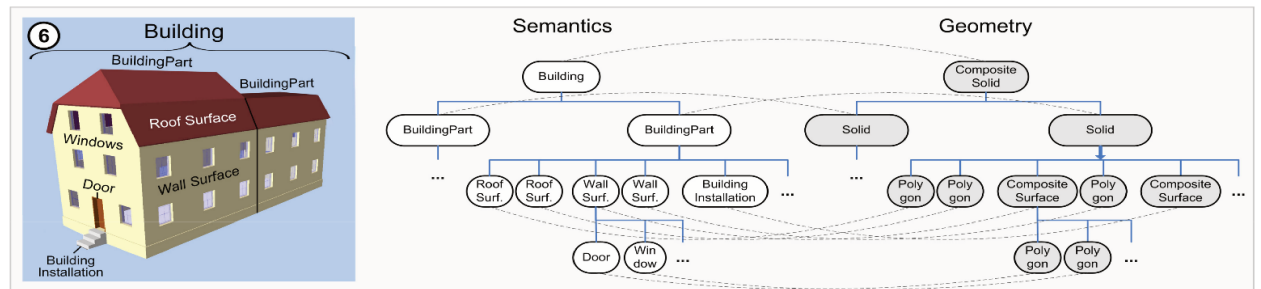 6
Building
BuildingPart
BuildingPart
Roof Surface
Windows
Wall Surface
Door
Building
Installation
Semantics
Geometry
Building
Composite
Solid
BuildingPart
BuildingPart
Solid
Solid
...
...
Roof
Surf.
Roof
Surf.
Wall
Surf.
Wall
Surf.
Building
Installation
...
Poly
gon
Poly
gon
Composite
Surface
Poly
gon
Composite
Surface
...
Door
Win
dow
...
Poly
gon
Poly
gon
...